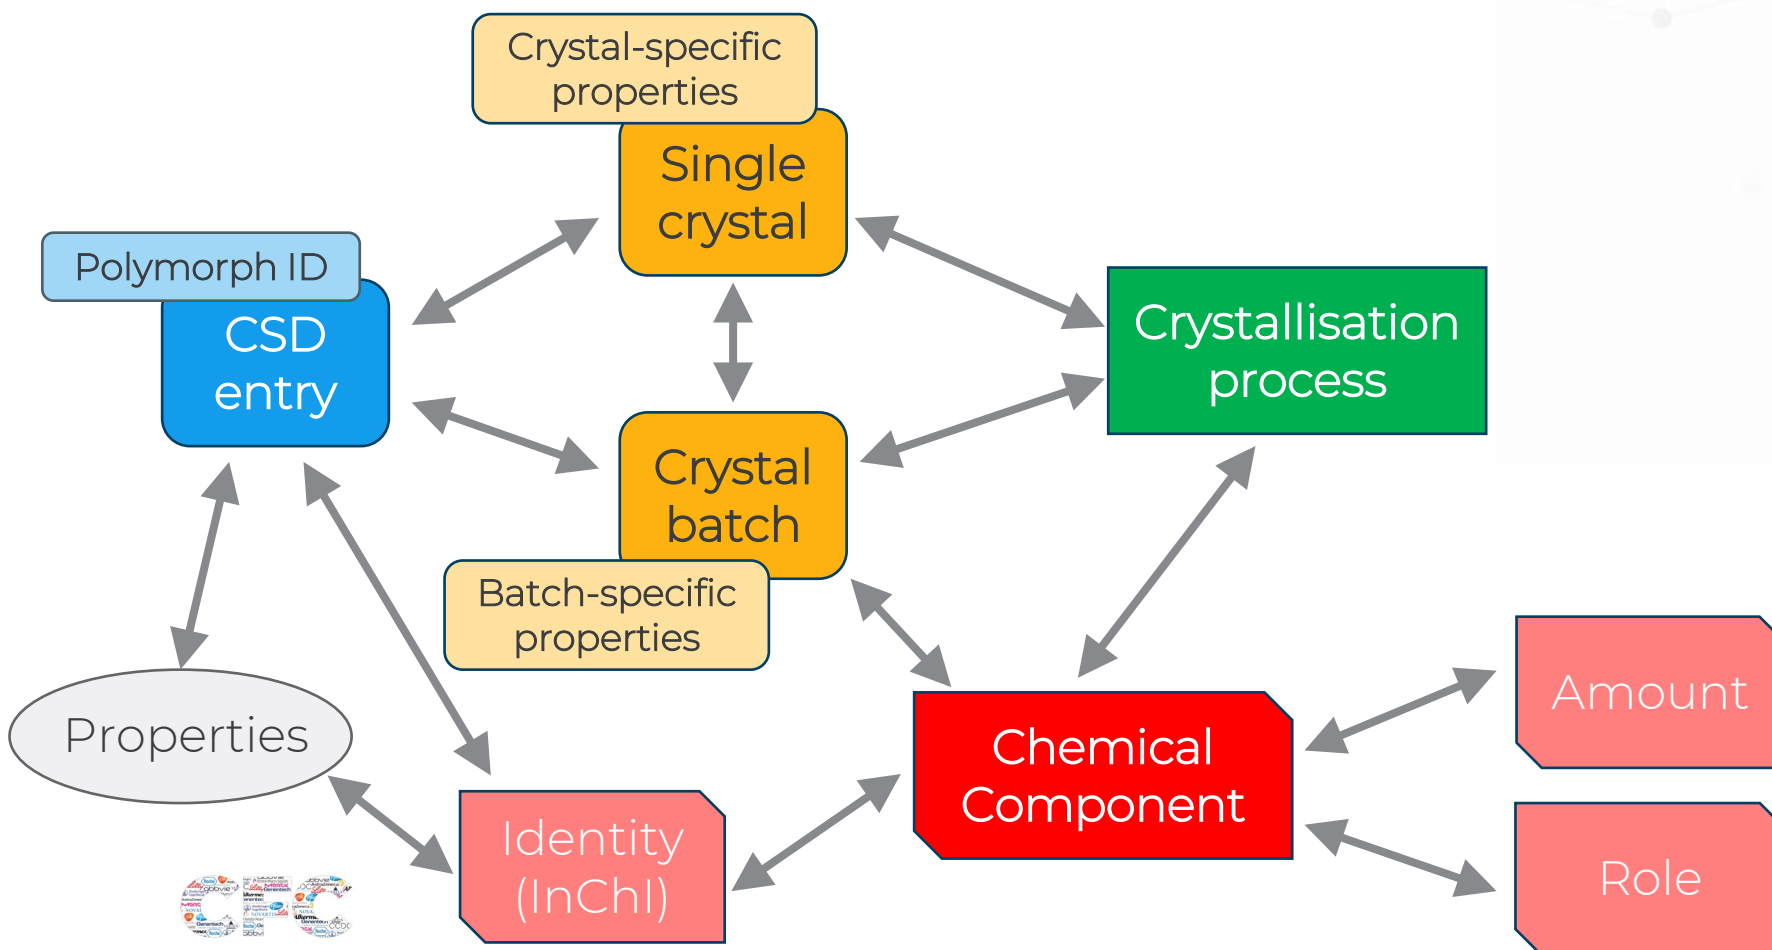 Crystal-specific
properties
Single
crystal
Polymorph ID
CSD
entry
Crystallisation
process
Crystal
batch
Batch-specific
properties
Properties
Chemical
Component
Amount
Identity
(InChI)
Role
CFC